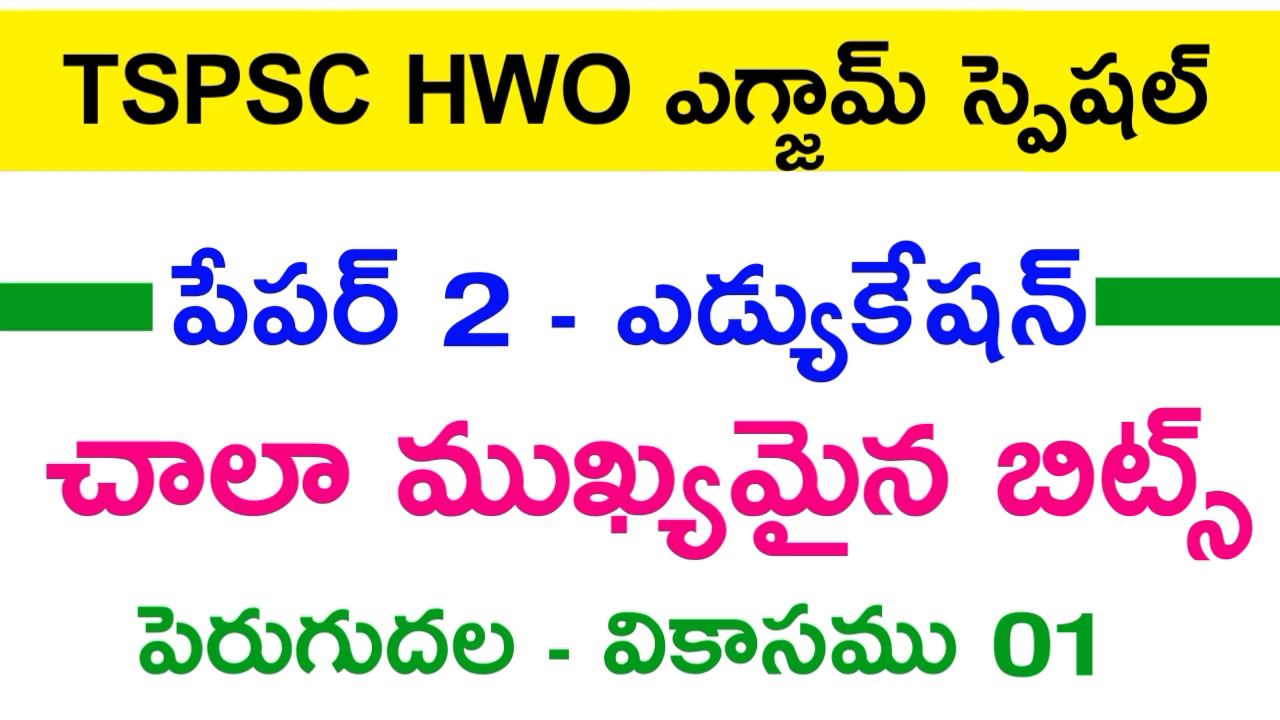 TSPSC HWO ఎగ్జామ్ స్పెషల్
పేపర్ 2 - ఎడ్యుకేషన్
చాలా ముఖ్యమైన బిట్స్
పెరుగుదల - వికాసము 01